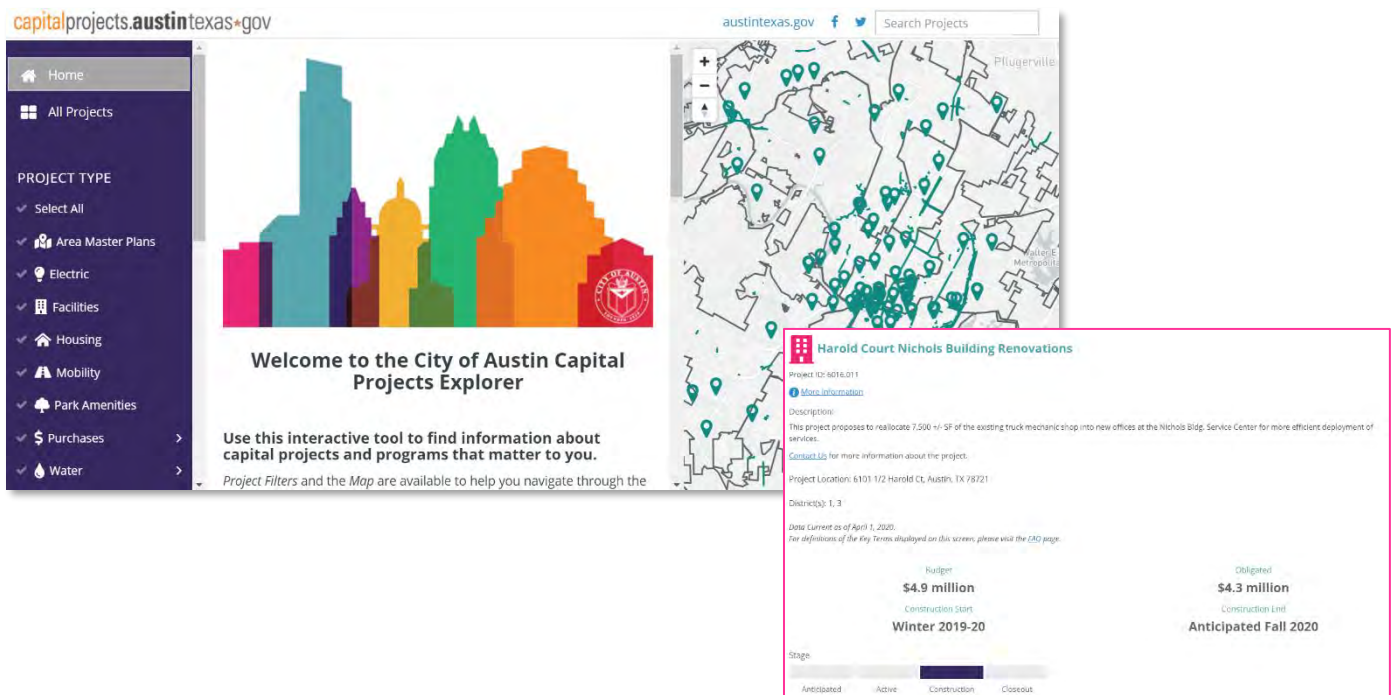 capitalprojects.austintexas★gov
austintexas.gov
Search Projects
Home
All Projects
PROJECT TYPE
Select All
Area Master Plans
Electric
Facilities
Housing
Mobility
Park Amenities
$ Purchases
Water
CITY OF AUSTIN
Welcome to the City of Austin Capital
Projects Explorer
Use this interactive tool to find information about
capital projects and programs that matter to you.
Project Filters and the Map are available to help you navigate through the
+
−
Pflugerville
Harold Court Nichols Building Renovations
Project ID: 6016.011
More information
Description:
This project proposes to reallocate 7,500 +/- SF of the existing truck mechanic shop into new offices at the Nichols Bldg. Service Center for more efficient deployment of
services.
Contact Us for more information about the project.
Project Location: 6101 1/2 Harold Ct, Austin, TX 78721
District(s): 1, 3
Data Current as of April 1, 2020.
For definitions of the Key Terms displayed on this screen, please visit the FAQ page.
Budget
$4.9 million
Obligated
$4.3 million
Construction Start
Winter 2019-20
Construction End
Anticipated Fall 2020
Stage
Anticipated
Active
Construction
Closeout